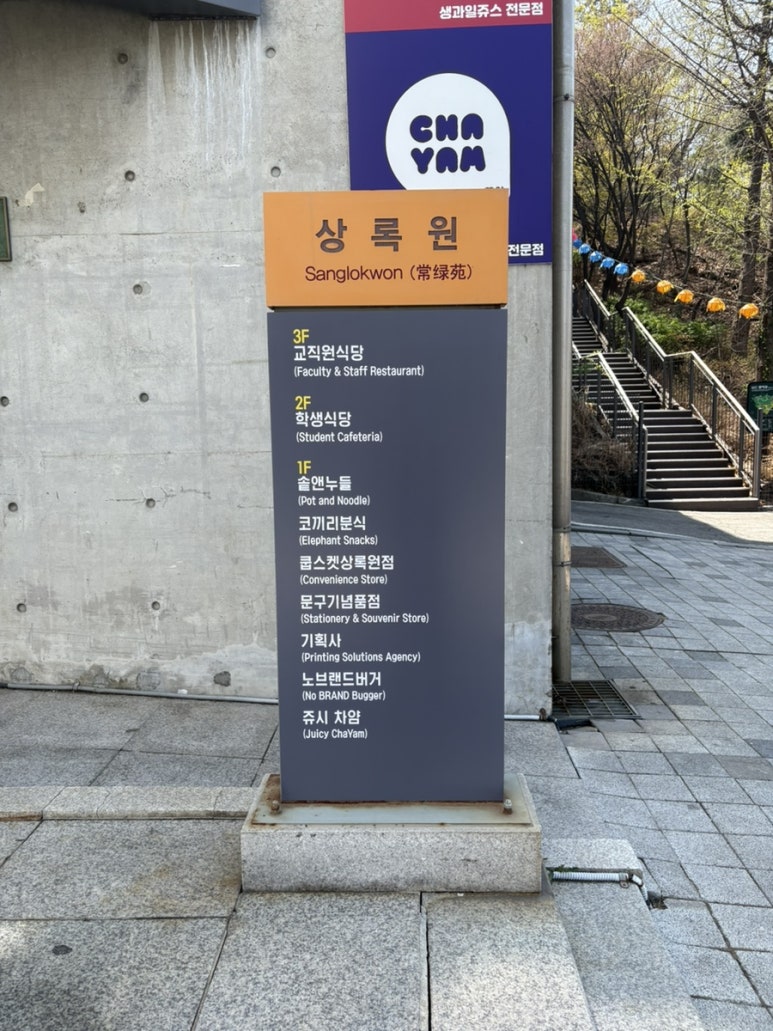 생과일쥬스 전문점
CHA
YAM
전문점
상록원
Sanglokwon (常绿苑)
3F
교직원식당
(Faculty & Staff Restaurant)
2F
학생식당
(Student Cafeteria)
1F
솥앤누들
(Pot and Noodle)
코끼리분식
(Elephant Snacks)
쿱스켓상록원점
(Convenience Store)
문구기념품점
(Stationery & Souvenir Store)
기획사
(Printing Solutions Agency)
노브랜드버거
(No BRAND Bugger)
쥬시 차얌
(Juicy ChaYam)